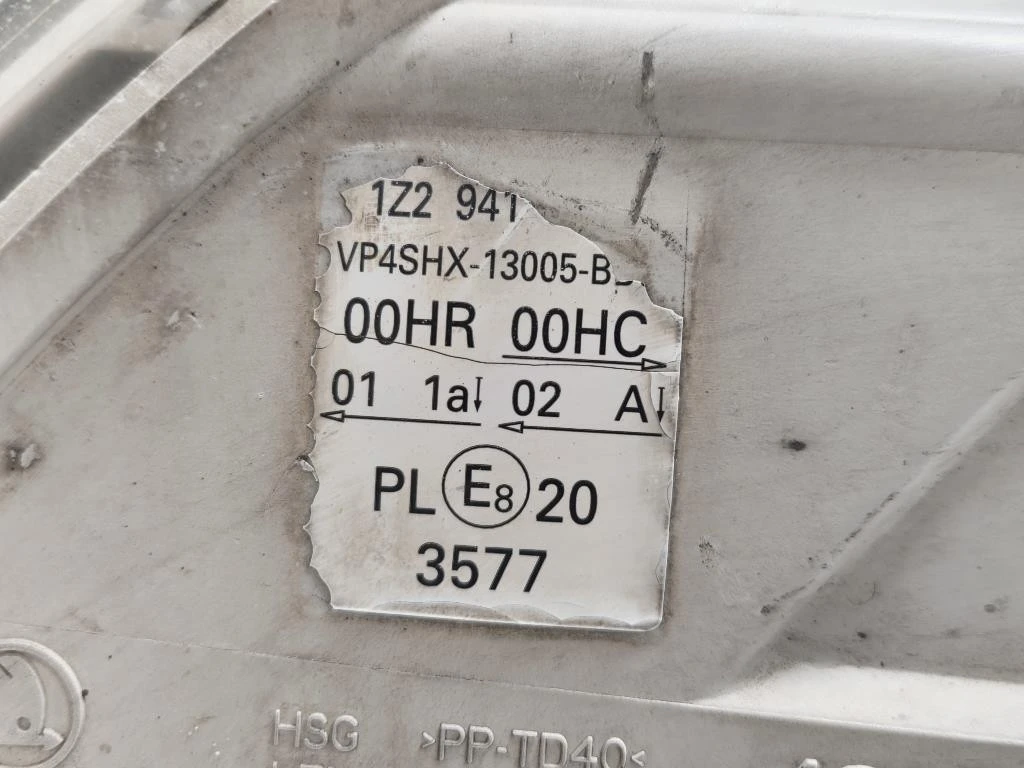 1Z2 941
VP4SHX-13005-B
00HR 00HC
01 1a 02 A
PL E8 20
3577
HSG >PP-TD40<